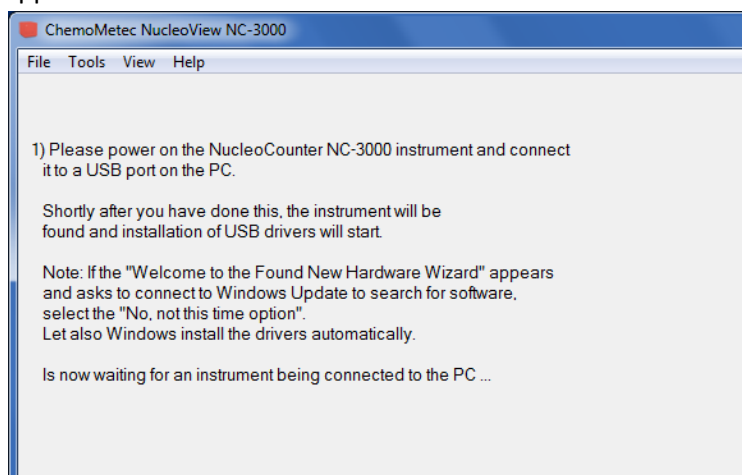 ChemoMetec NucleoView NC-3000
File Tools View Help
1) Please power on the NucleoCounter NC-3000 instrument and connect
it to a USB port on the PC.
Shortly after you have done this, the instrument will be
found and installation of USB drivers will start.
Note: If the "Welcome to the Found New Hardware Wizard" appears
and asks to connect to Windows Update to search for software,
select the "No, not this time option".
Let also Windows install the drivers automatically.
Is now waiting for an instrument being connected to the PC ...